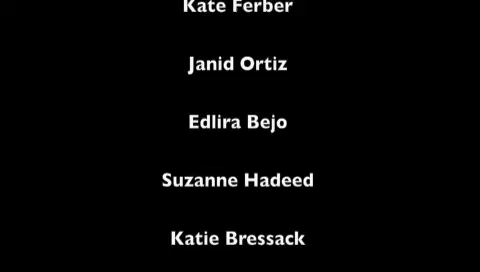 Kate Ferber
Janid Ortiz
Edlira Bejo
Suzanne Hadeed
Katie Bressack